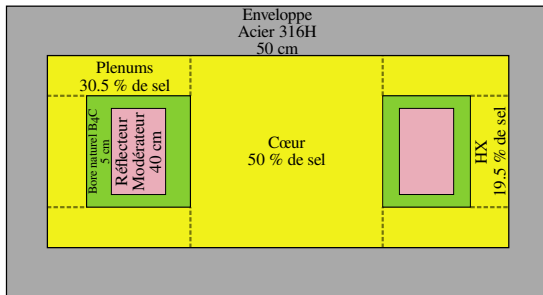 Enveloppe
Acier 316H
50 cm
Plenums
30.5 % de sel
Bore naturel B₄C
5 cm
Réflecteur
Modérateur
40 cm
Cœur
50 % de sel
HX
19.5 % de sel